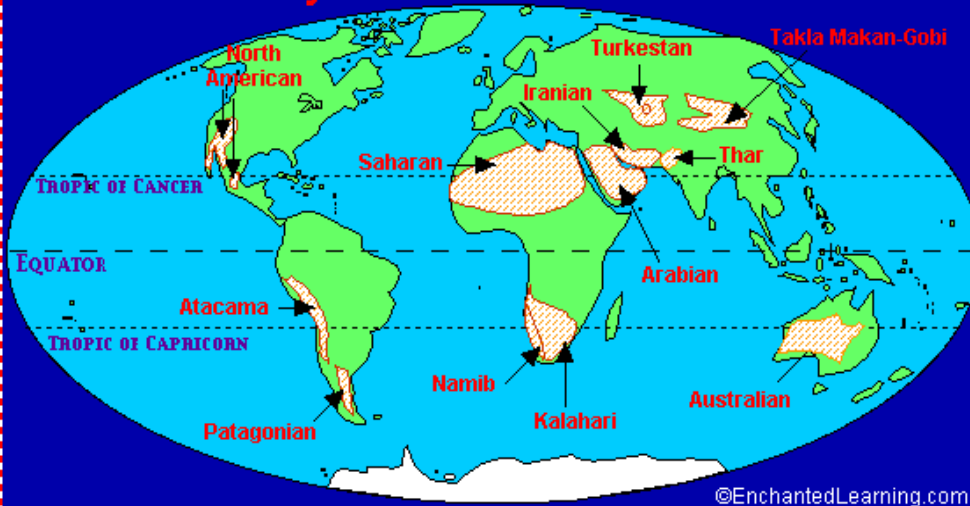 North
American
Turkestan
Takla Makan-Gobi
Iranian
Saharan
Thar
Tropic of Cancer
Equator
Arabian
Atacama
Tropic of Capricorn
Namib
Australian
Kalahari
Patagonian
©EnchantedLearning.com